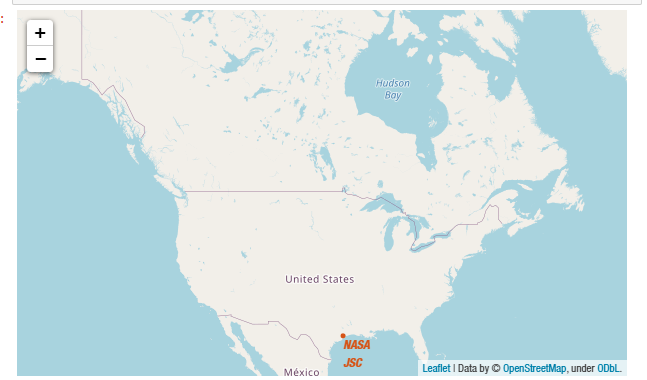 :
+
−
Hudson
Bay
United States
NASA
JSC
México
Leaflet | Data by © OpenStreetMap, under ODbL.